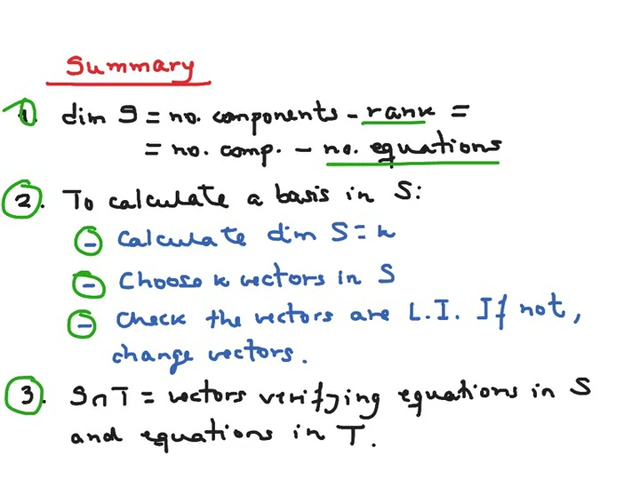 Summary
1. dim S = no. components - rank =
= no. comp. - no. equations
2. To calculate a basis in S:
- Calculate dim S = k
- Choose k vectors in S
- Check the vectors are L.I. If not,
change vectors.
3. S∩T = vectors verifying equations in S
and equations in T.